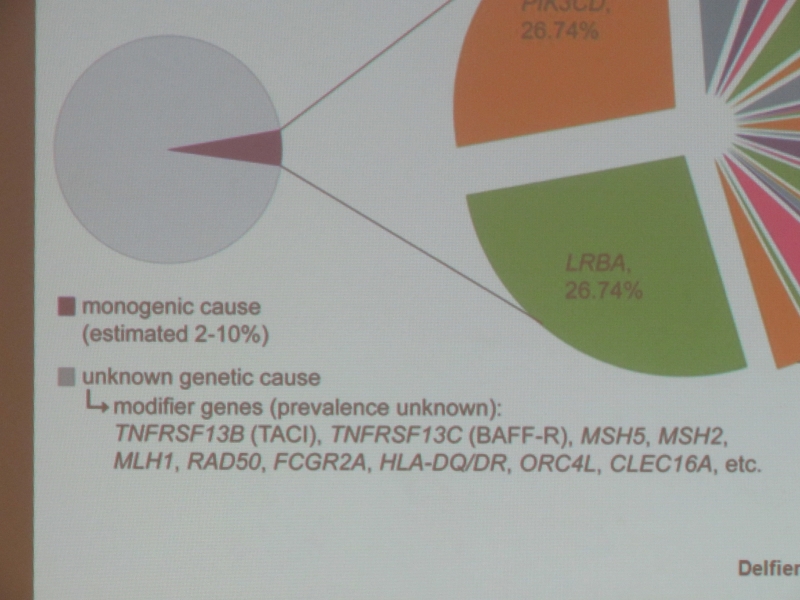 PIK3CD,
26.74%
LRBA,
26.74%
monogenic cause
(estimated 2-10%)
unknown genetic cause
modifier genes (prevalence unknown):
TNFRSF13B (TACI), TNFRSF13C (BAFF-R), MSH5, MSH2,
MLH1, RAD50, FCGR2A, HLA-DQ/DR, ORC4L, CLEC16A, etc.
Delfier